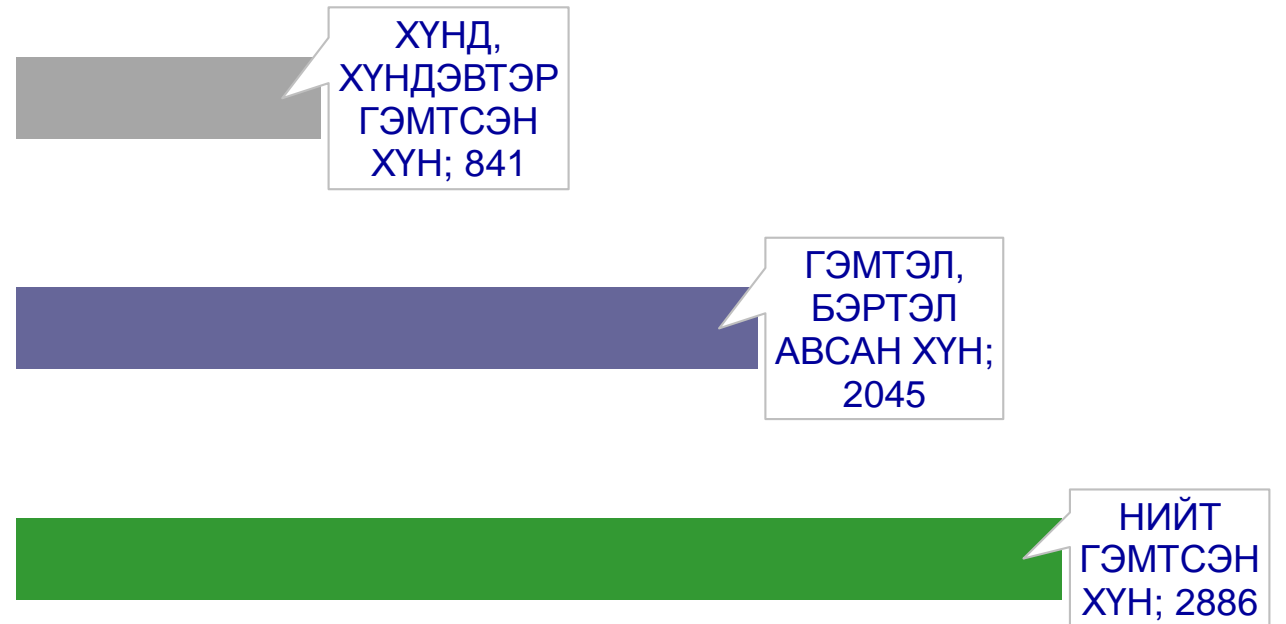 ХҮНД,
ХҮНДЭВТЭР
ГЭМТСЭН
ХҮН; 841
ГЭМТЭЛ,
БЭРТЭЛ
АВСАН ХҮН;
2045
НИЙТ
ГЭМТСЭН
ХҮН; 2886